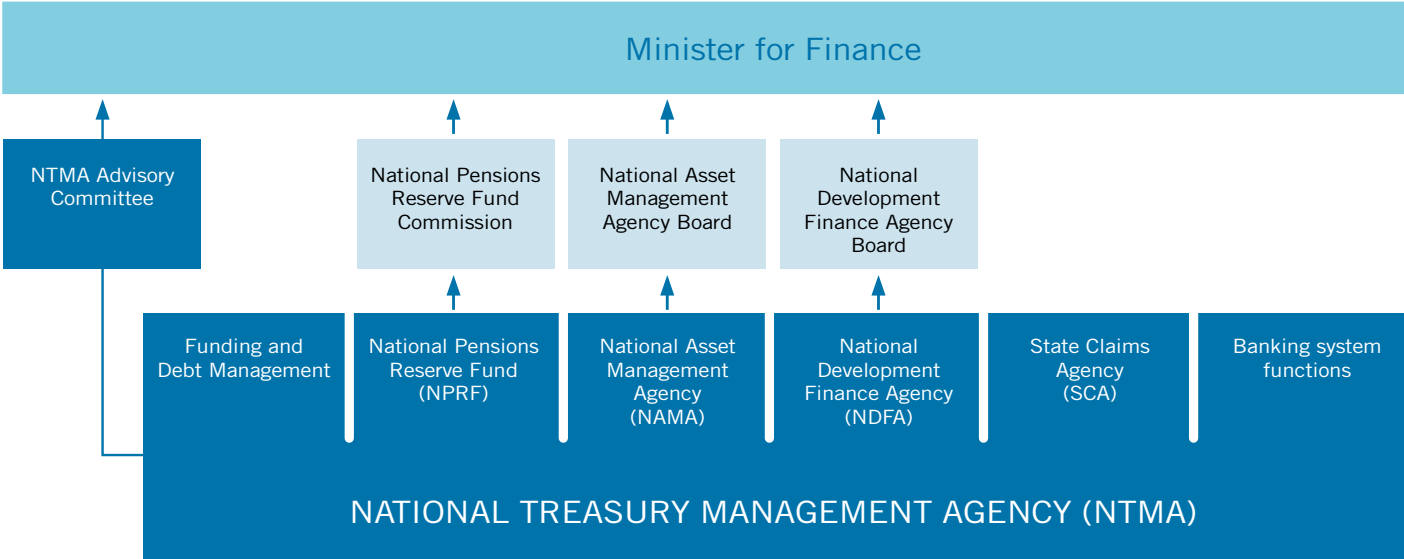 Minister for Finance
NTMA Advisory
Committee
National Pensions
Reserve Fund
Commission
National Asset
Management
Agency Board
National
Development
Finance Agency
Board
Funding and
Debt Management
National Pensions
Reserve Fund
(NPRF)
National Asset
Management
Agency
(NAMA)
National
Development
Finance Agency
(NDFA)
State Claims
Agency
(SCA)
Banking system
functions
NATIONAL TREASURY MANAGEMENT AGENCY (NTMA)